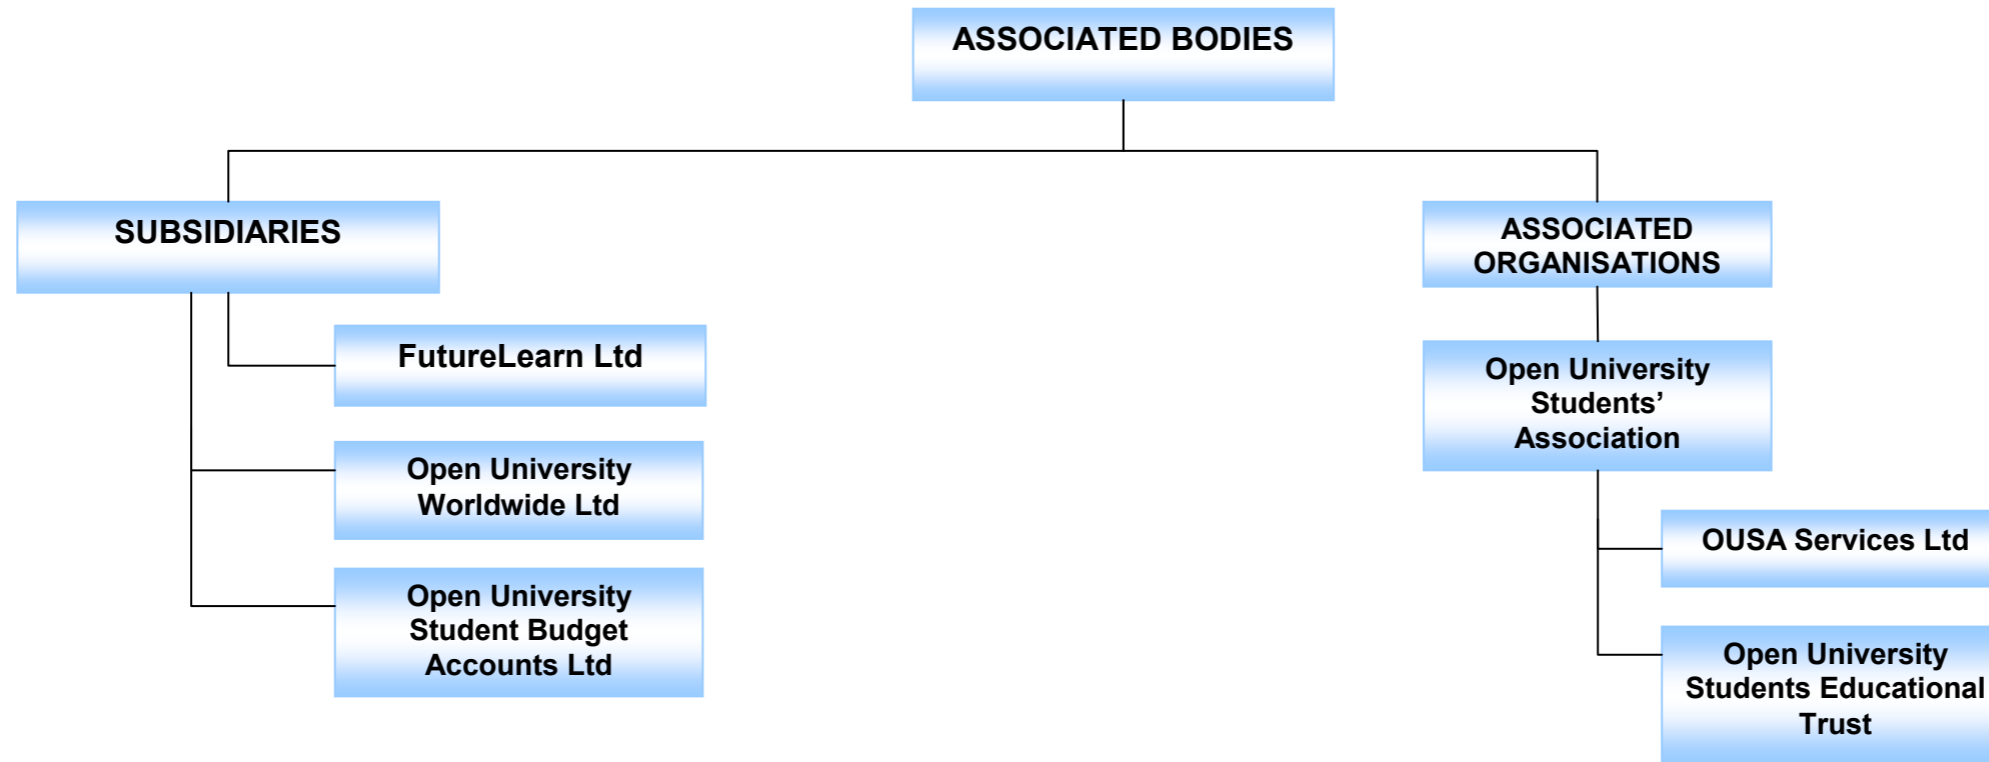 ASSOCIATED BODIES
SUBSIDIARIES
FutureLearn Ltd
Open University
Worldwide Ltd
Open University
Student Budget
Accounts Ltd
ASSOCIATED
ORGANISATIONS
Open University
Students’
Association
OUSA Services Ltd
Open University
Students Educational
Trust